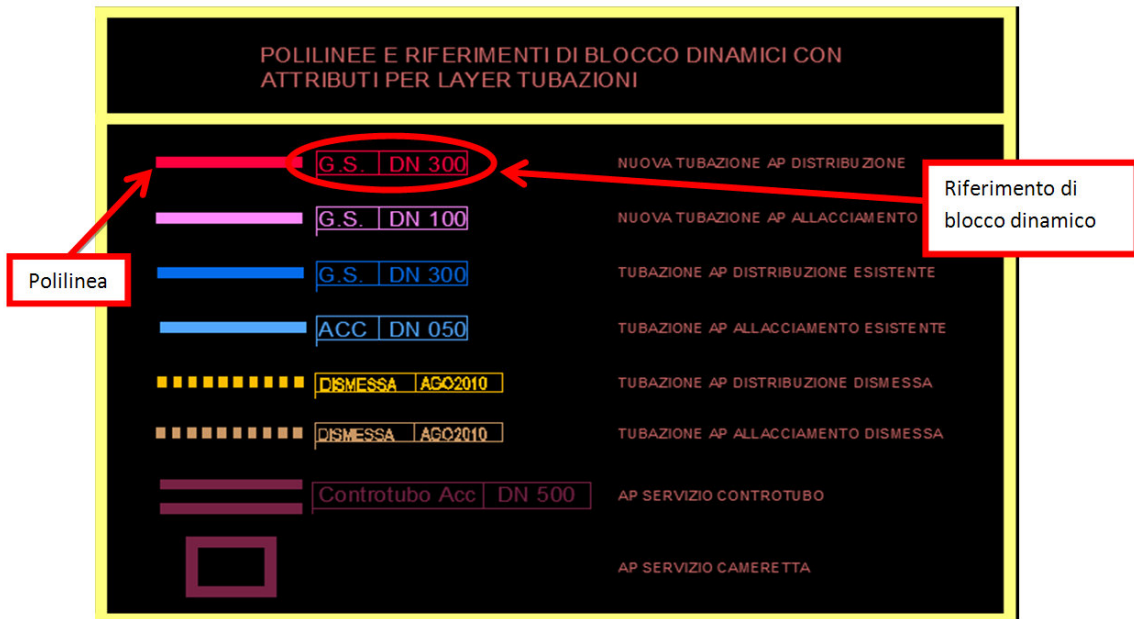 POLILINEE E RIFERIMENTI DI BLOCCO DINAMICI CON
ATTRIBUTI PER LAYER TUBAZIONI
G.S. DN 300 NUOVA TUBAZIONE AP DISTRIBUZIONE
Riferimento di
blocco dinamico
G.S. DN 100 NUOVA TUBAZIONE AP ALLACCIAMENTO
Polilinea
G.S. DN 300 TUBAZIONE AP DISTRIBUZIONE ESISTENTE
ACC DN 050 TUBAZIONE AP ALLACCIAMENTO ESISTENTE
DISMESSA AGO2010 TUBAZIONE AP DISTRIBUZIONE DISMESSA
DISMESSA AGO2010 TUBAZIONE AP ALLACCIAMENTO DISMESSA
Controtubo Acc DN 500 AP SERVIZIO CONTROTUBO
AP SERVIZIO CAMERETTA